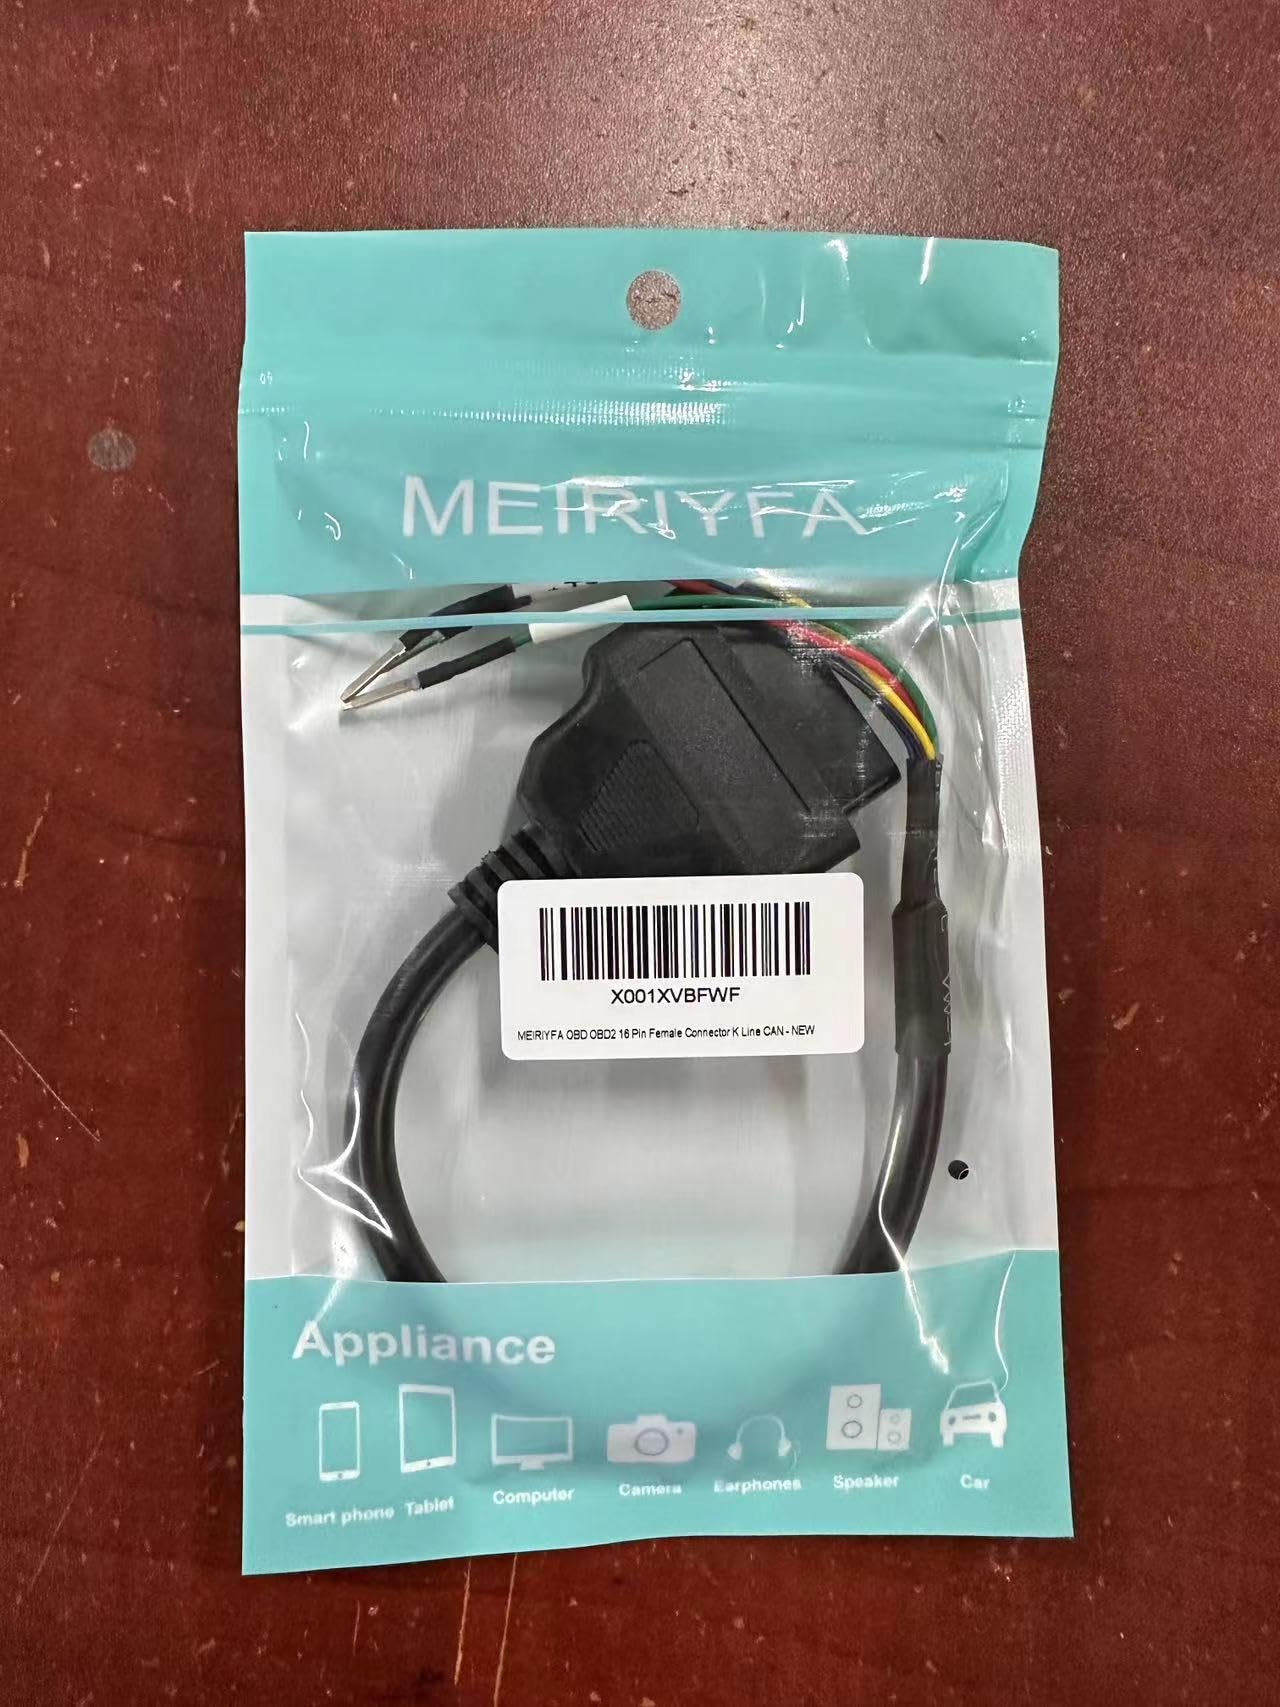 MEIRIYFA
X001XVBFWF
MEIRIYFA OBD OBD2 16 Pin Female Connector K Line CAN - NEW
Appliance
Smart phone Tablet Computer Camera Earphones Speaker Car